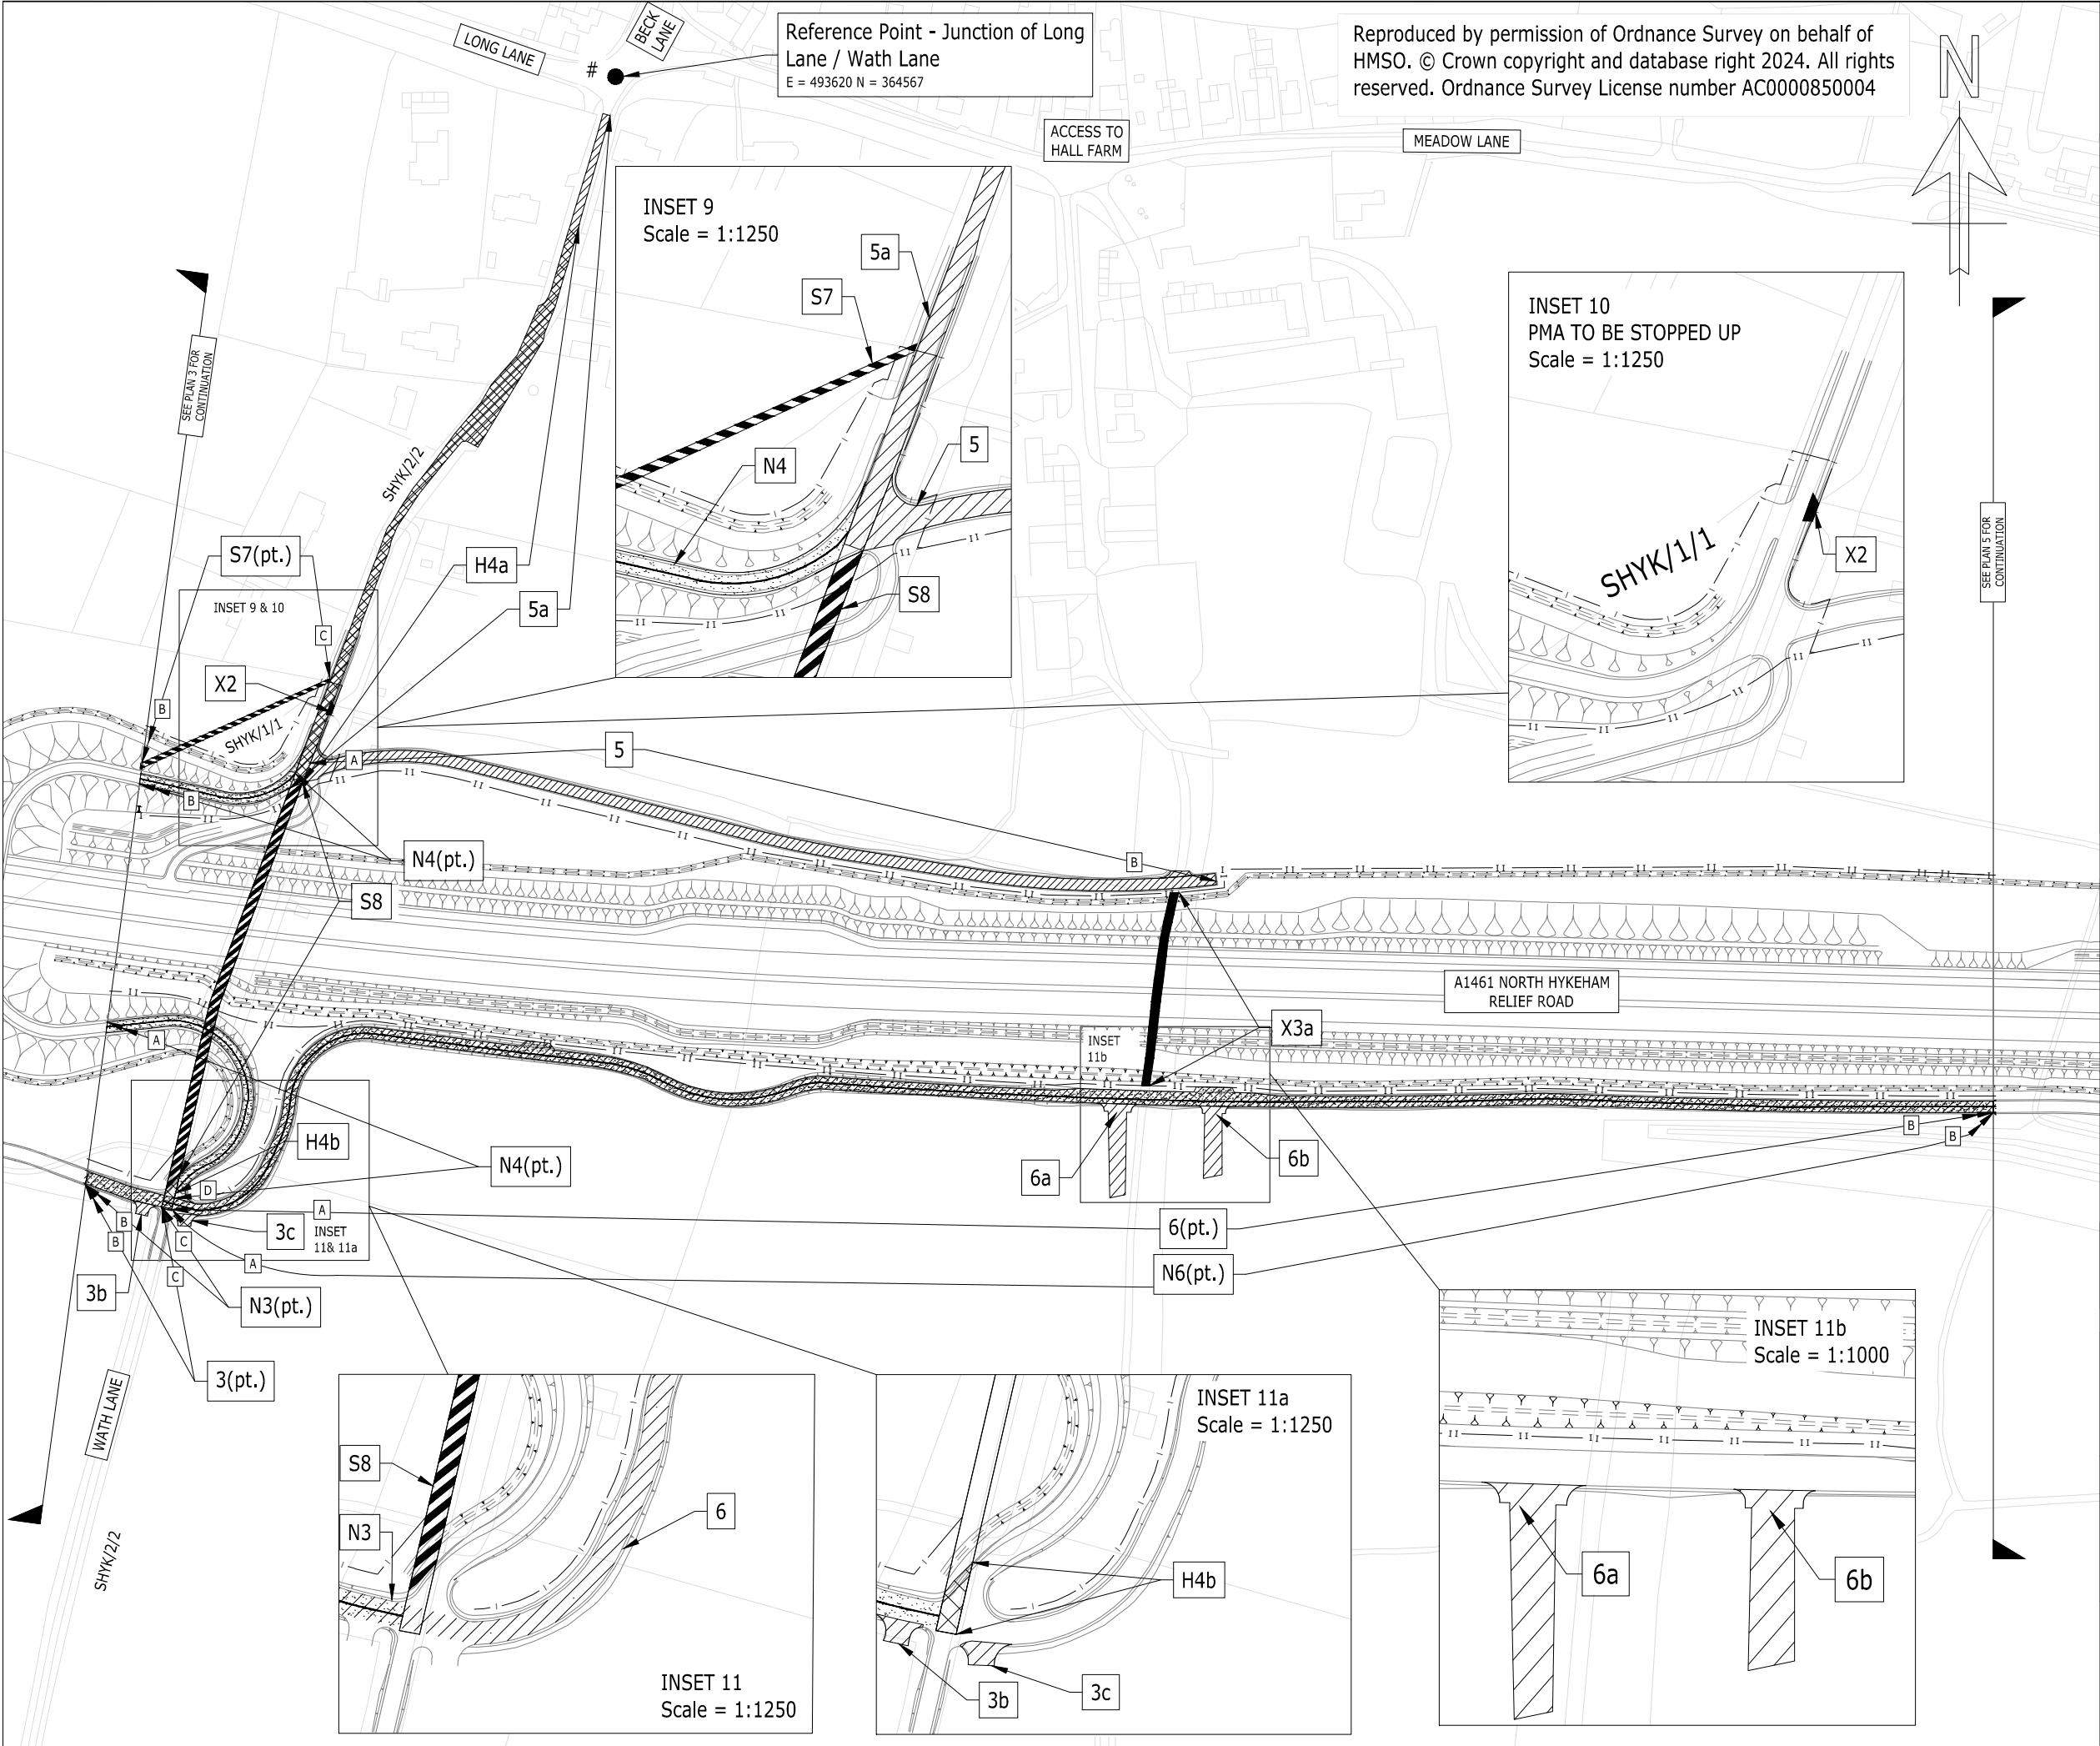 LONG LANE
BECK
LANE
#
Reference Point - Junction of Long
Lane / Wath Lane
E = 493620 N = 364567
Reproduced by permission of Ordnance Survey on behalf of
HMSO. © Crown copyright and database right 2024. All rights
reserved. Ordnance Survey License number AC0000850004
N
ACCESS TO
HALL FARM
MEADOW LANE
INSET 9
Scale = 1:1250
5a
S7
N4
5
S8
INSET 10
PMA TO BE STOPPED UP
Scale = 1:1250
SHYK/1/1
X2
SEE PLAN 3 FOR
CONTINUATION
SEE PLAN 5 FOR
CONTINUATION
SHYK/2/2
S7(pt.)
H4a
INSET 9 & 10
5a
C
X2
B
SHYK/1/1
5
A
B
N4(pt.)
B
S8
A1461 NORTH HYKEHAM
RELIEF ROAD
X3a
INSET
11b
A
H4b
N4(pt.)
6a
6b
B
B
D
A
3c
INSET
11& 11a
6(pt.)
B
B
C
A
N6(pt.)
C
3b
N3(pt.)
3(pt.)
WATH LANE
SHYK/2/2
S8
N3
6
INSET 11
Scale = 1:1250
INSET 11a
Scale = 1:1250
H4b
3b
3c
INSET 11b
Scale = 1:1000
6a
6b